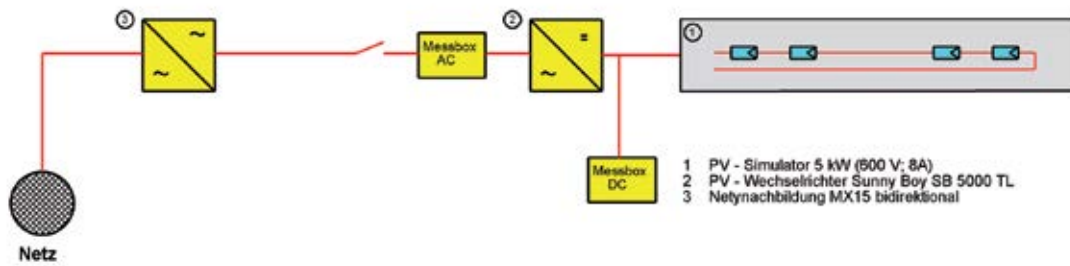 3
~
~
Messbox
AC
2
=
~
1
Messbox
DC
1 PV - Simulator 5 kW (600 V; 8A)
2 PV - Wechselrichter Sunny Boy SB 5000 TL
3 Netynachbildung MX15 bidirektional
Netz